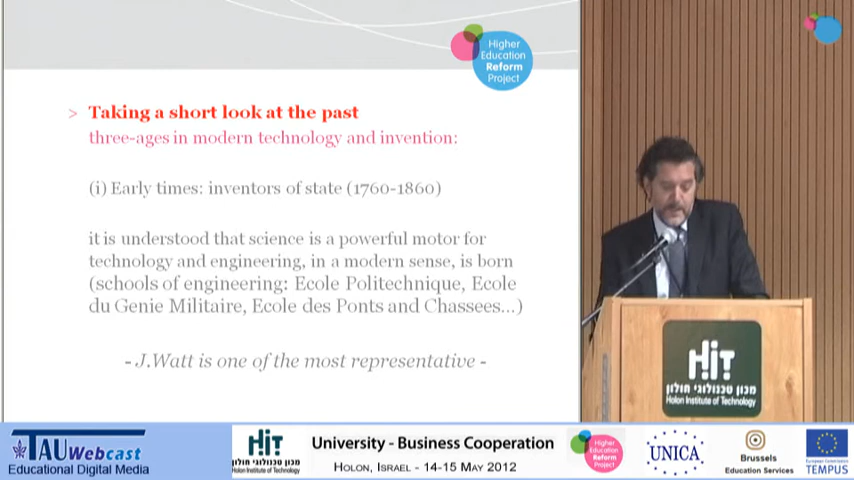 Higher
Education
Reform
Project
> Taking a short look at the past
three-ages in modern technology and invention:
(i) Early times: inventors of state (1760-1860)
it is understood that science is a powerful motor for
technology and engineering, in a modern sense, is born
(schools of engineering: Ecole Politechnique, Ecole
du Genie Militaire, Ecole des Ponts and Chassees...)
- J.Watt is one of the most representative -
HiT
מכון טכנולוגי חולון
Holon Institute of Technology
TAU Webcast
Educational Digital Media
HiT
מכון טכנולוגי חולון
Holon Institute of Technology
University - Business Cooperation
Holon, Israel - 14-15 May 2012
Higher
Education
Reform
Project
UNICA
Brussels
Education Services
TEMPUS